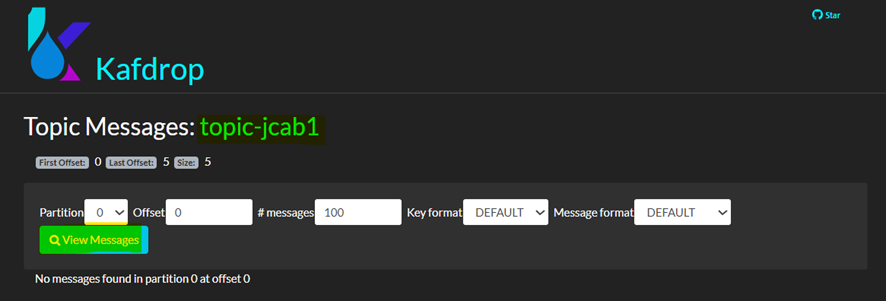 Star
Kafdrop
Topic Messages: topic-jcab1
First Offset: 0 Last Offset: 5 Size: 5
Partition 0 Offset 0 # messages 100 Key format DEFAULT Message format DEFAULT
View Messages
No messages found in partition 0 at offset 0